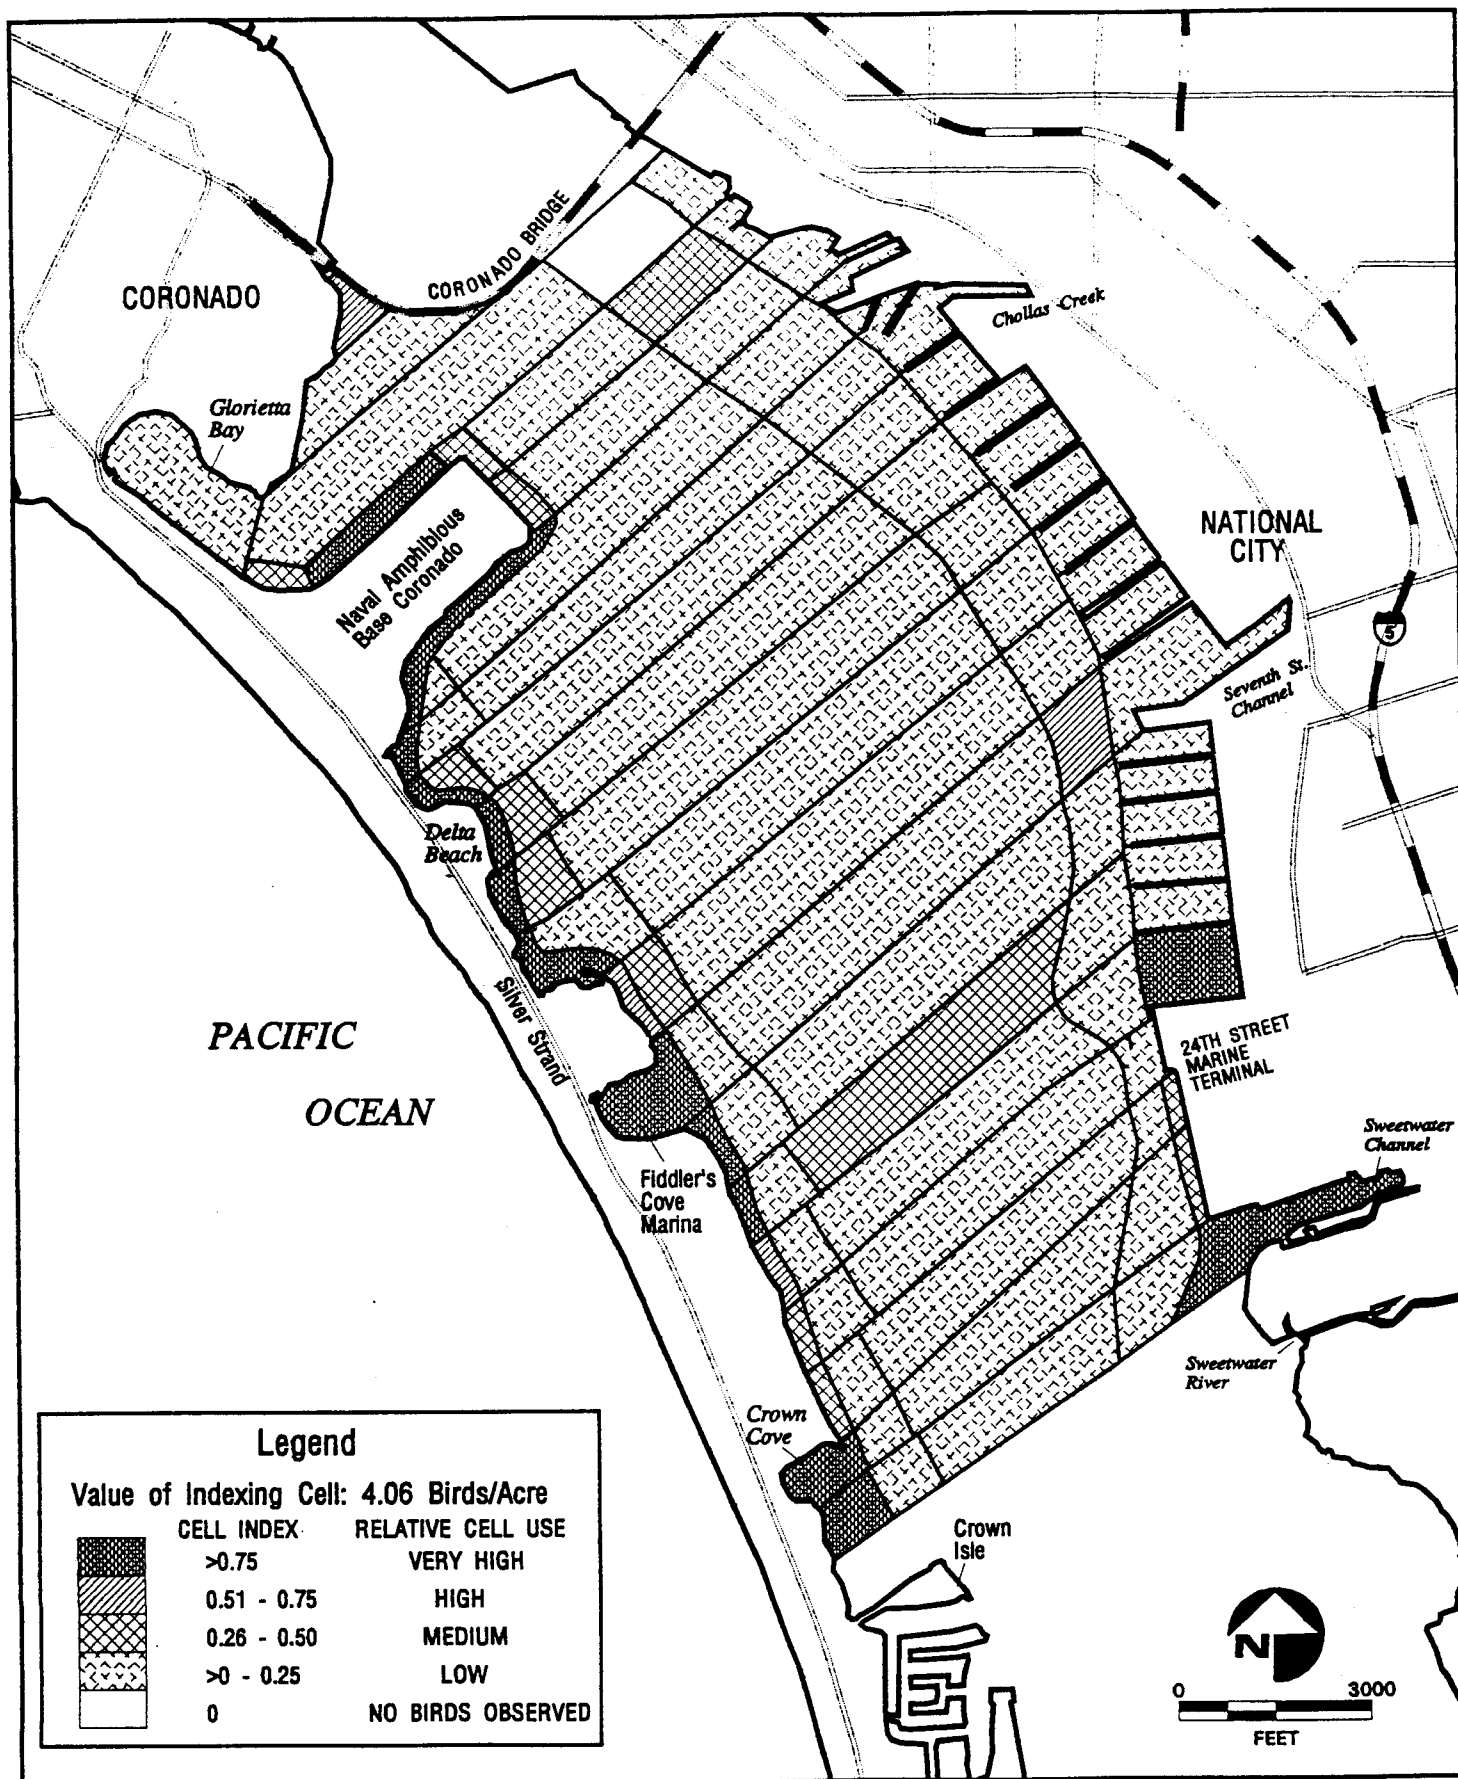 CORONADO
CORONADO BRIDGE
Chollas Creek
Glorietta
Bay
Naval Amphibious
Base Coronado
NATIONAL
CITY
5
Seventh St.
Channel
Delta
Beach
Silver Strand
PACIFIC
OCEAN
24TH STREET
MARINE
TERMINAL
Sweetwater
Channel
Fiddler's
Cove
Marina
Sweetwater
River
Crown
Cove
Crown
Isle
Legend
Value of Indexing Cell: 4.06 Birds/Acre
CELL INDEX RELATIVE CELL USE
>0.75 VERY HIGH
0.51 - 0.75 HIGH
0.26 - 0.50 MEDIUM
>0 - 0.25 LOW
0 NO BIRDS OBSERVED
N
0 3000
FEET